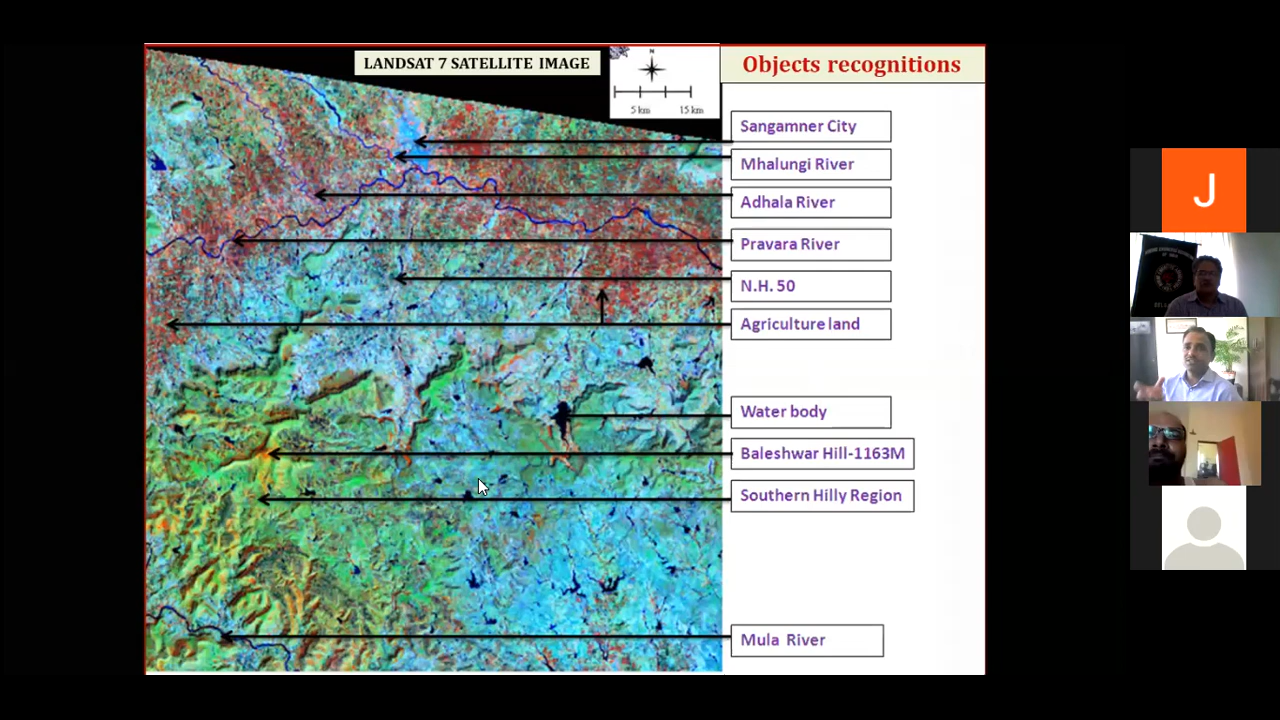 LANDSAT 7 SATELLITE IMAGE
N
5 km 15 km
Objects recognitions
Sangamner City
Mhalungi River
Adhala River
Pravara River
N.H. 50
Agriculture land
Water body
Baleshwar Hill-1163M
Southern Hilly Region
Mula River
J